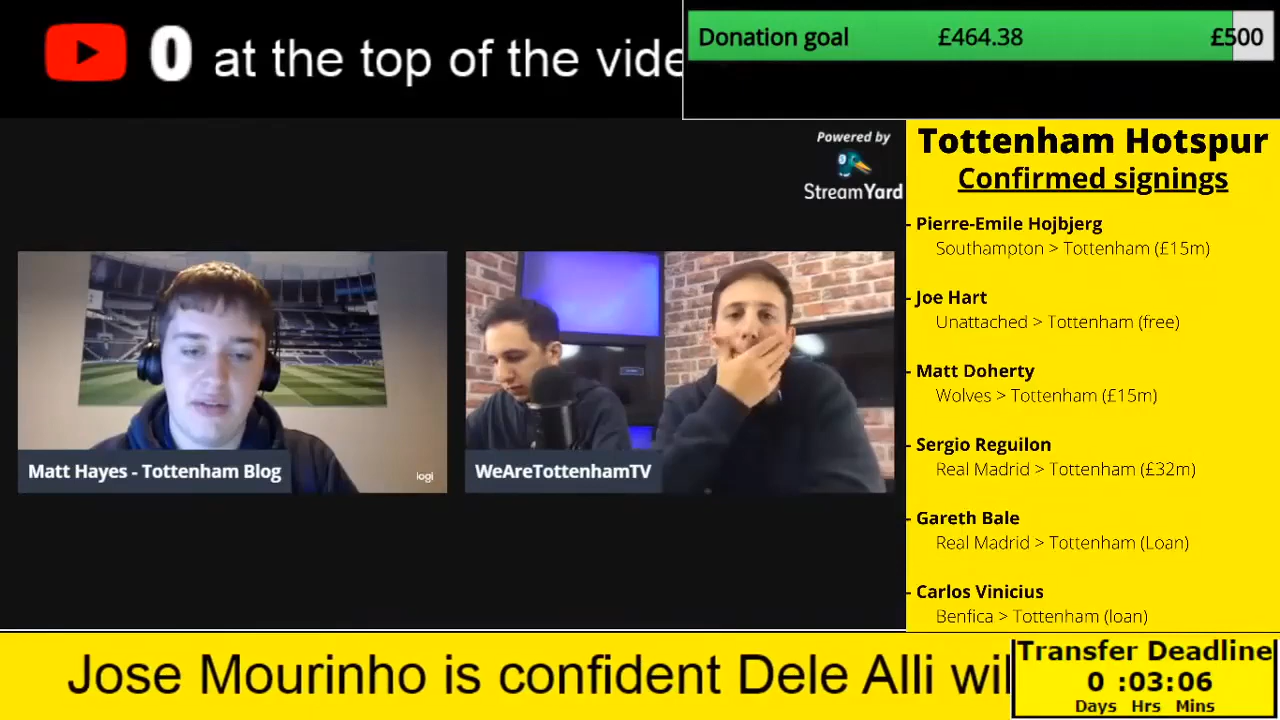 0 at the top of the vide
Donation goal £464.38 £500
Powered by
StreamYard
Tottenham Hotspur
Confirmed signings
- Pierre-Emile Hojbjerg
Southampton > Tottenham (£15m)
- Joe Hart
Unattached > Tottenham (free)
- Matt Doherty
Wolves > Tottenham (£15m)
- Sergio Reguilon
Real Madrid > Tottenham (£32m)
- Gareth Bale
Real Madrid > Tottenham (Loan)
- Carlos Vinicius
Benfica > Tottenham (loan)
Matt Hayes - Tottenham Blog
logi
WeAreTottenhamTV
Jose Mourinho is confident Dele Alli wil
Transfer Deadline
0 :03:06
Days Hrs Mins